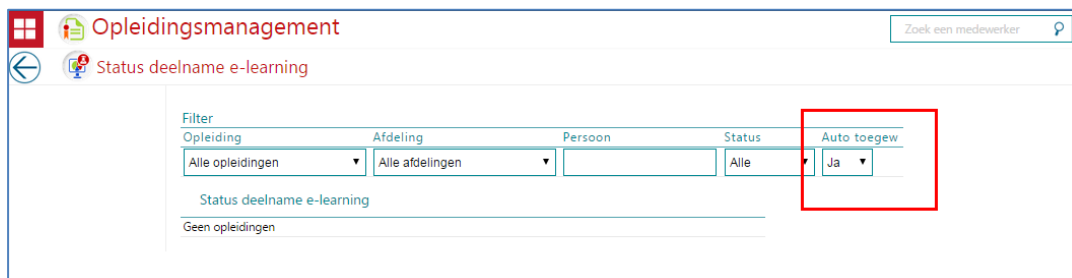 Opleidingsmanagement
Zoek een medewerker
Status deelname e-learning
Filter
Opleiding Afdeling Persoon Status Auto toegew
Alle opleidingen Alle afdelingen Alle Ja
Status deelname e-learning
Geen opleidingen